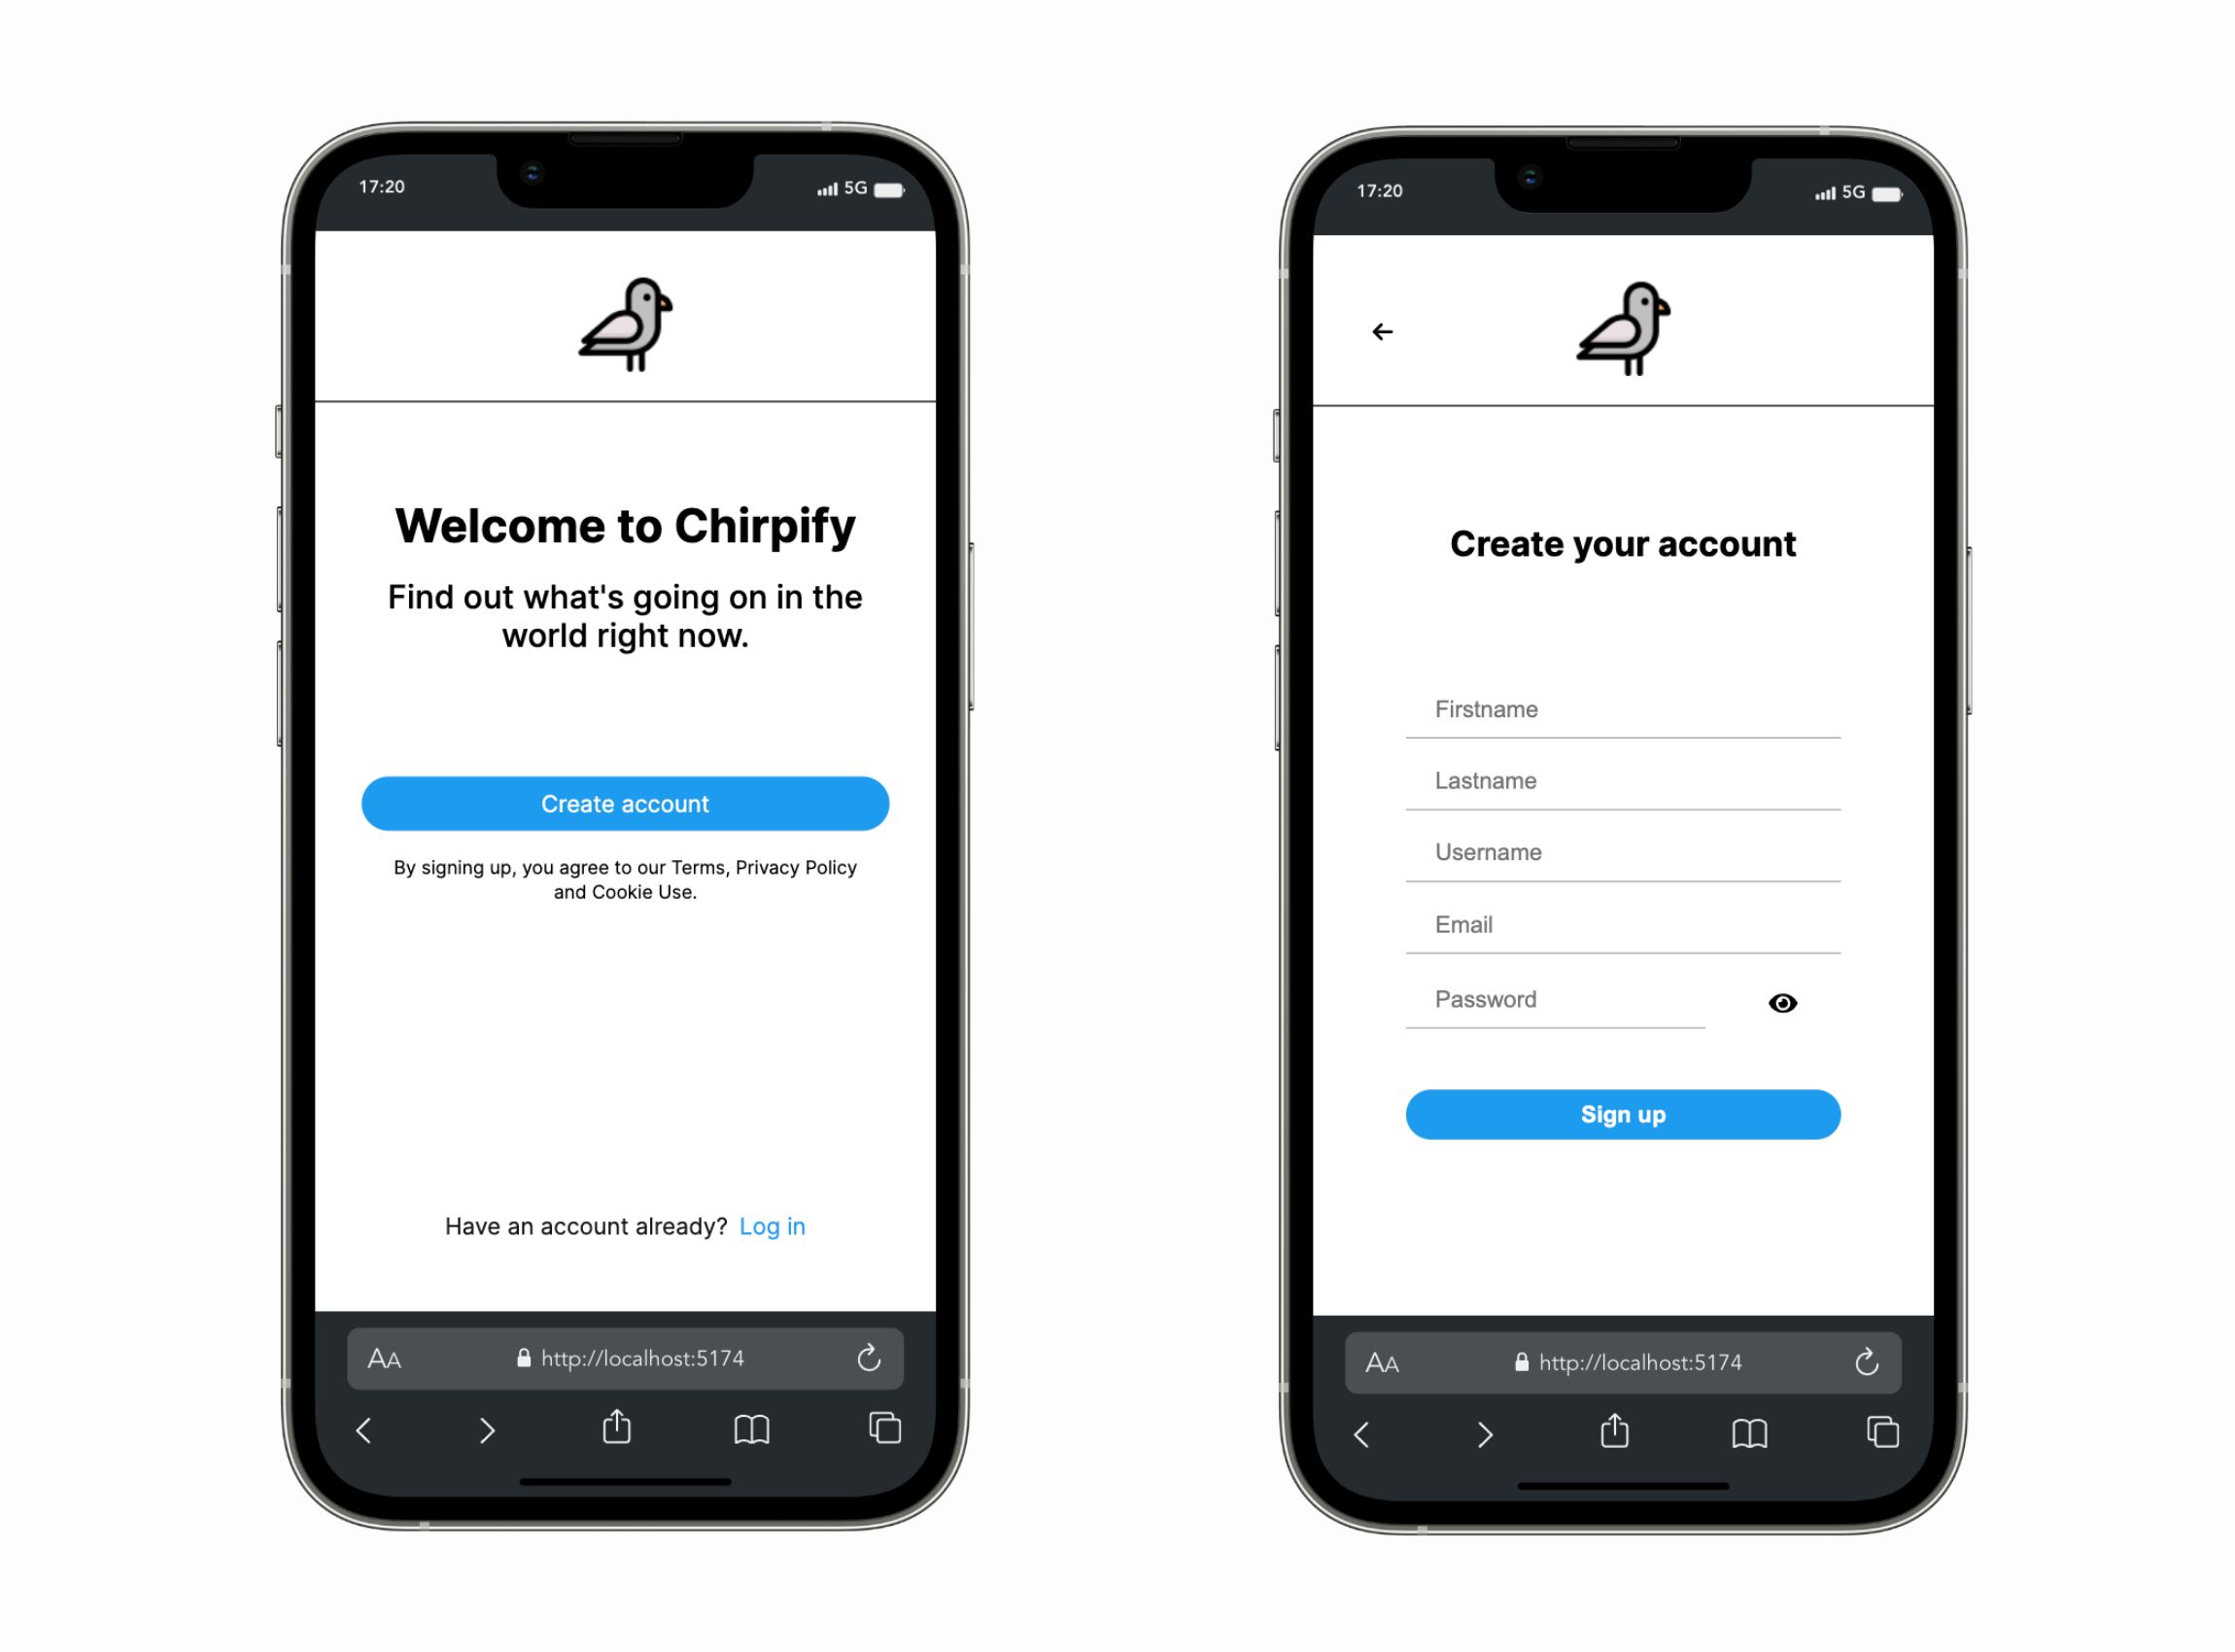 17:20
5G
Welcome to Chirpify
Find out what's going on in the
world right now.
Create account
By signing up, you agree to our Terms, Privacy Policy
and Cookie Use.
Have an account already? Log in
AA
http://localhost:5174
17:20
5G
Create your account
Firstname
Lastname
Username
Email
Password
Sign up
AA
http://localhost:5174